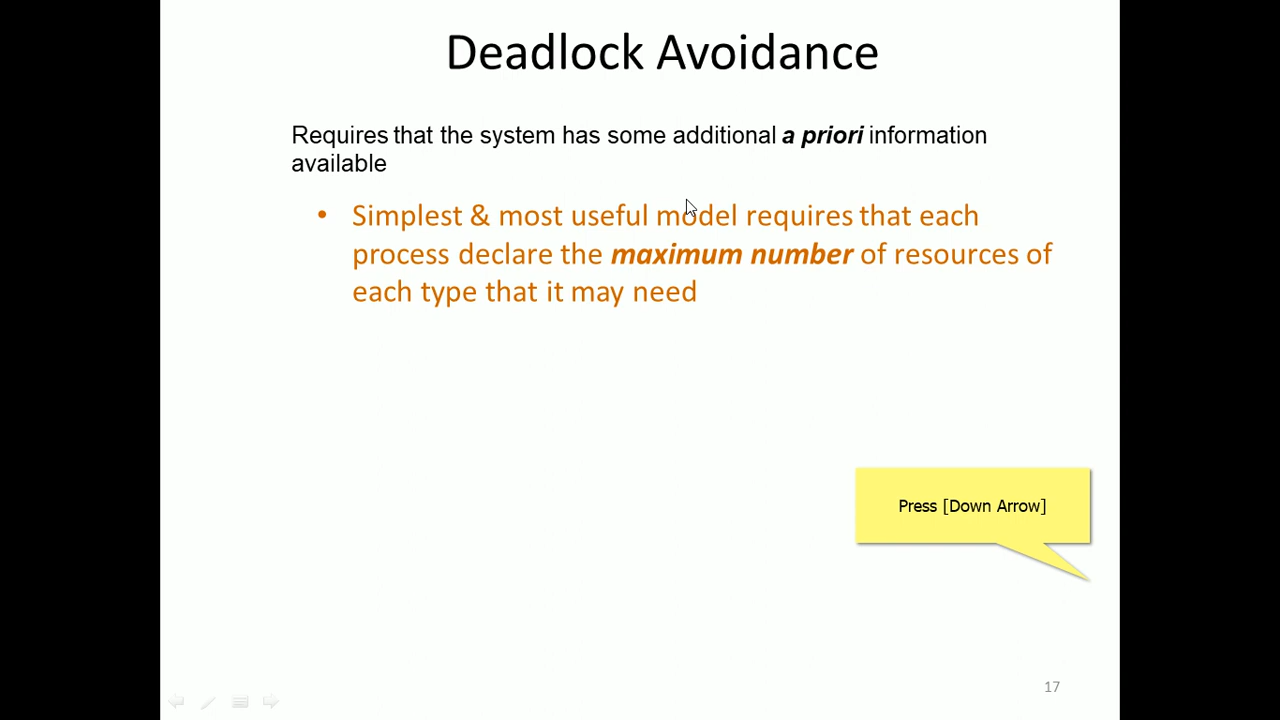 Deadlock Avoidance
Requires that the system has some additional a priori information
available
• Simplest & most useful model requires that each
process declare the maximum number of resources of
each type that it may need
Press [Down Arrow]
17